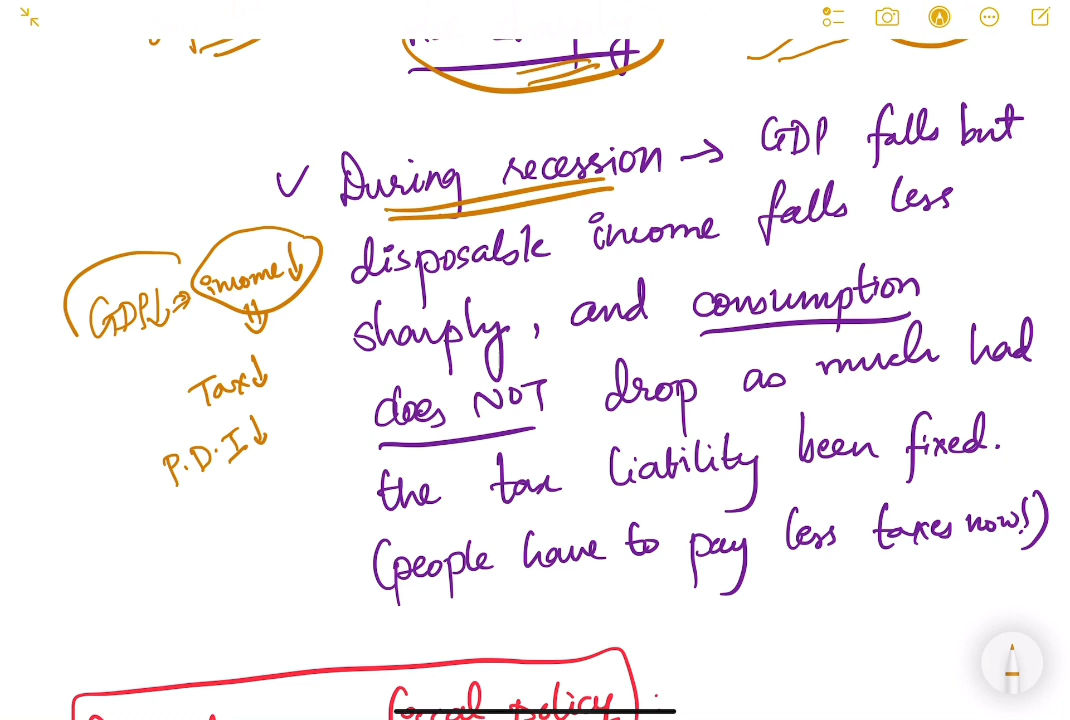 ✓ During recession → GDP falls but
disposable income falls less
sharply, and consumption
does NOT drop as much had
the tax liability been fixed.
(people have to pay less taxes now!)
GDP↓ ⇒ income↓
⇓
Tax↓
P.D.I↓
fiscal policy